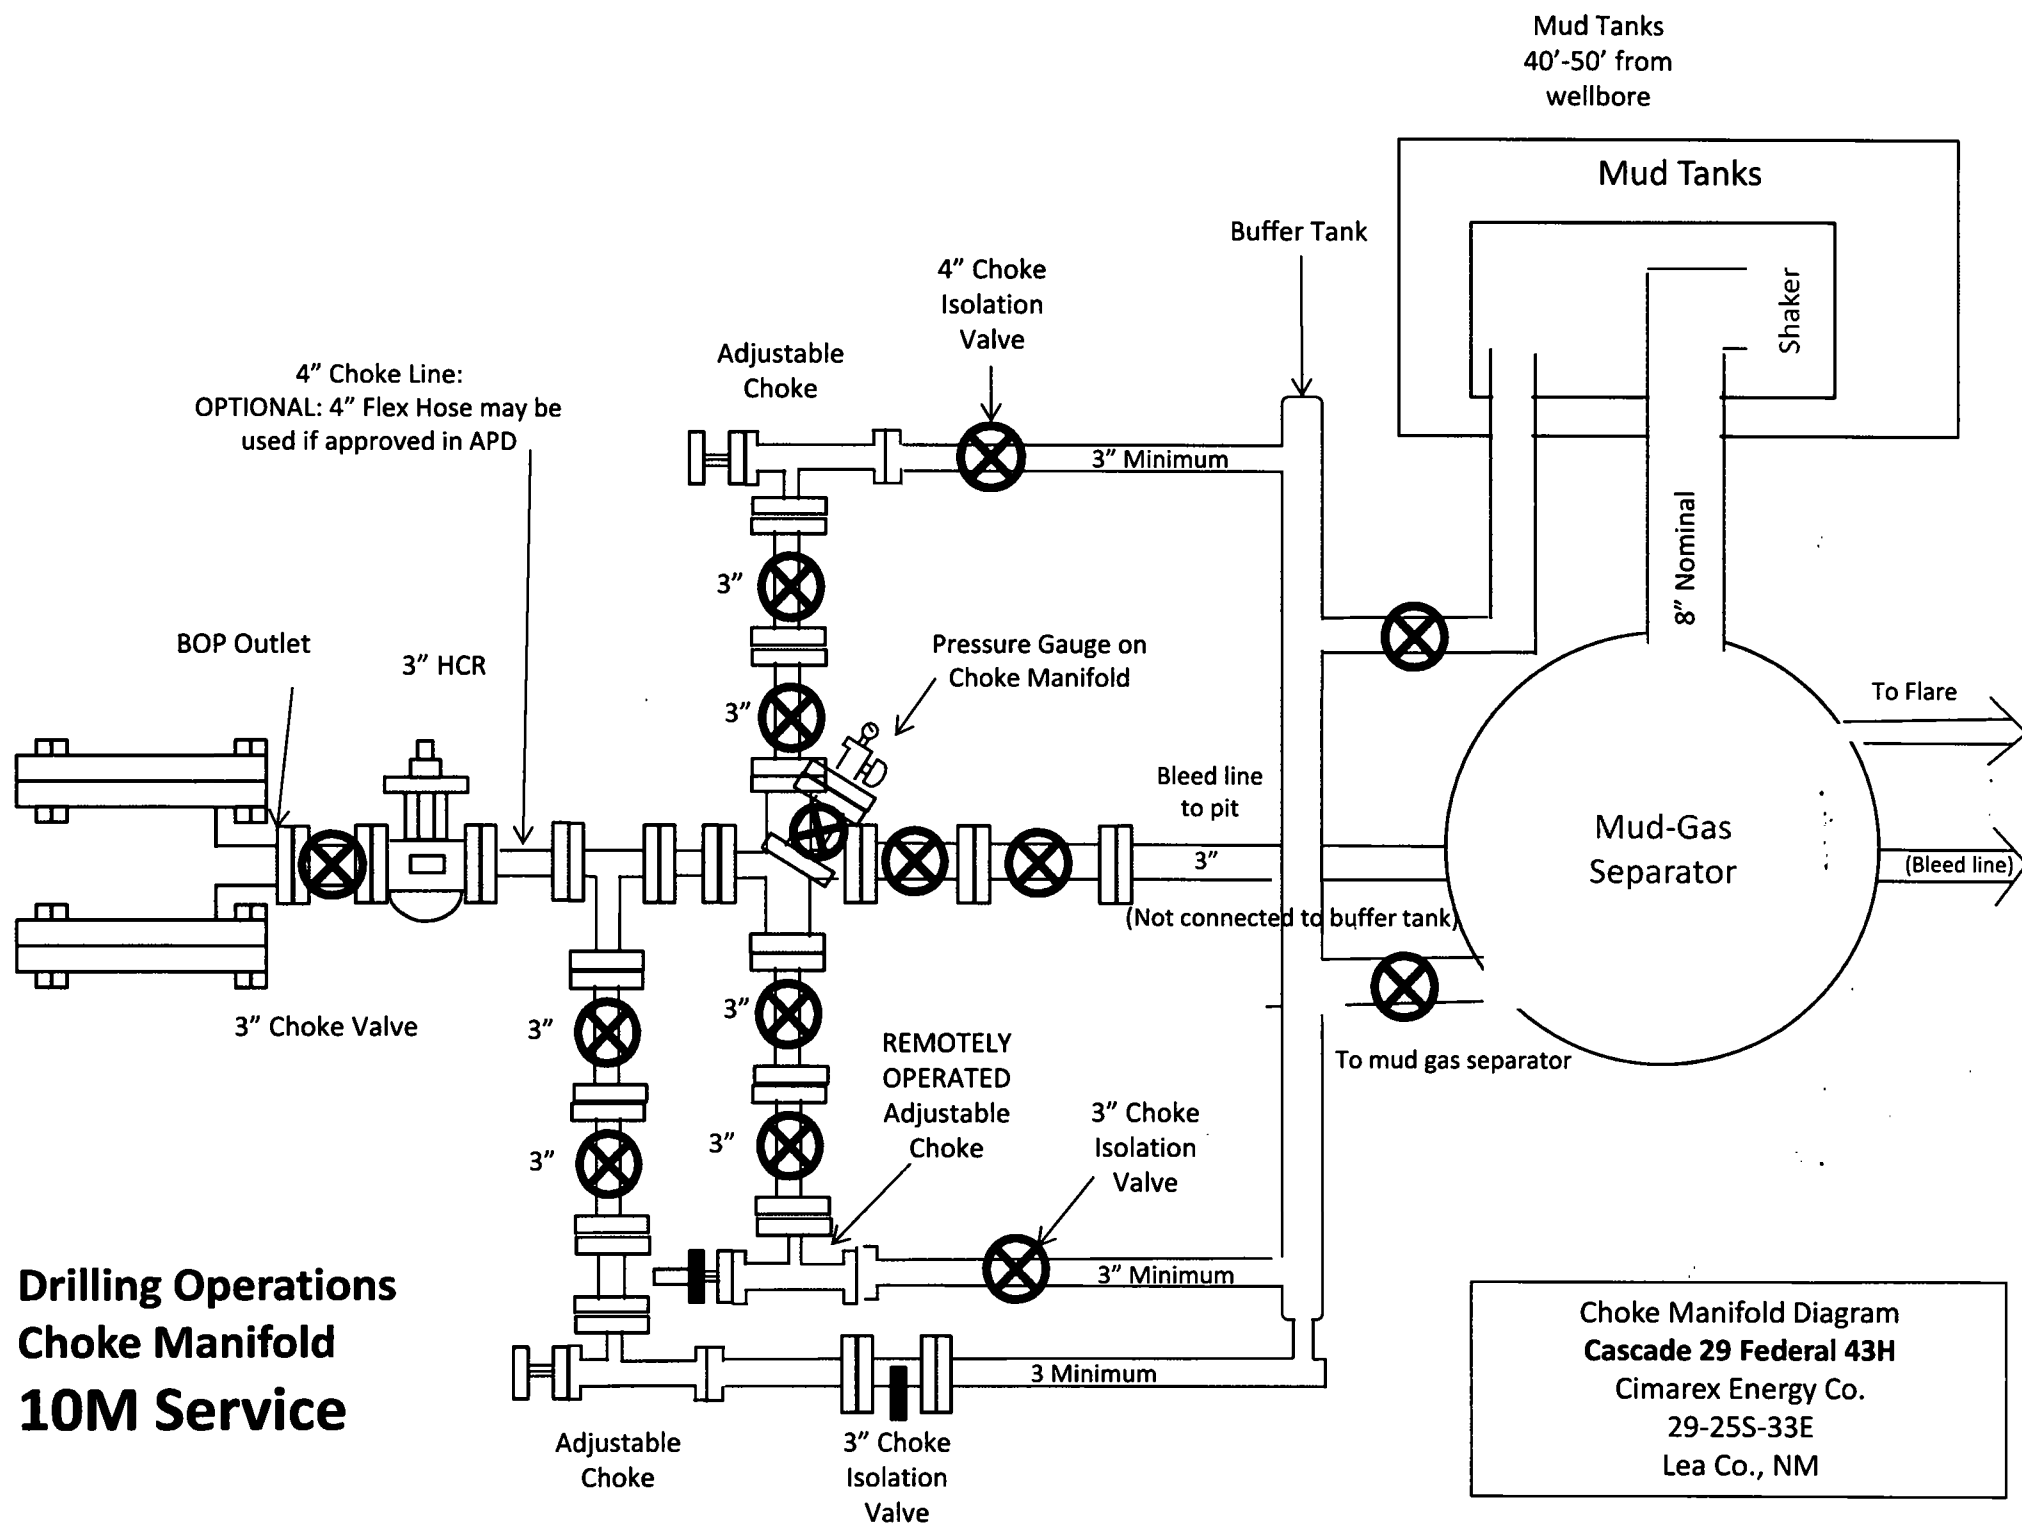 Mud Tanks
40’-50’ from
wellbore
Mud Tanks
Shaker
Buffer Tank
4” Choke
Isolation
Valve
Adjustable
Choke
4” Choke Line:
OPTIONAL: 4” Flex Hose may be
used if approved in APD
3” Minimum
8” Nominal
3”
BOP Outlet
3” HCR
Pressure Gauge on
Choke Manifold
3”
To Flare
Bleed line
to pit
3”
Mud-Gas
Separator
(Bleed line)
(Not connected to buffer tank)
3” Choke Valve
3”
3”
REMOTELY
OPERATED
Adjustable
Choke
To mud gas separator
3”
3”
3” Choke
Isolation
Valve
3” Minimum
3 Minimum
Adjustable
Choke
3” Choke
Isolation
Valve
Drilling Operations
Choke Manifold
10M Service
Choke Manifold Diagram
Cascade 29 Federal 43H
Cimarex Energy Co.
29-25S-33E
Lea Co., NM